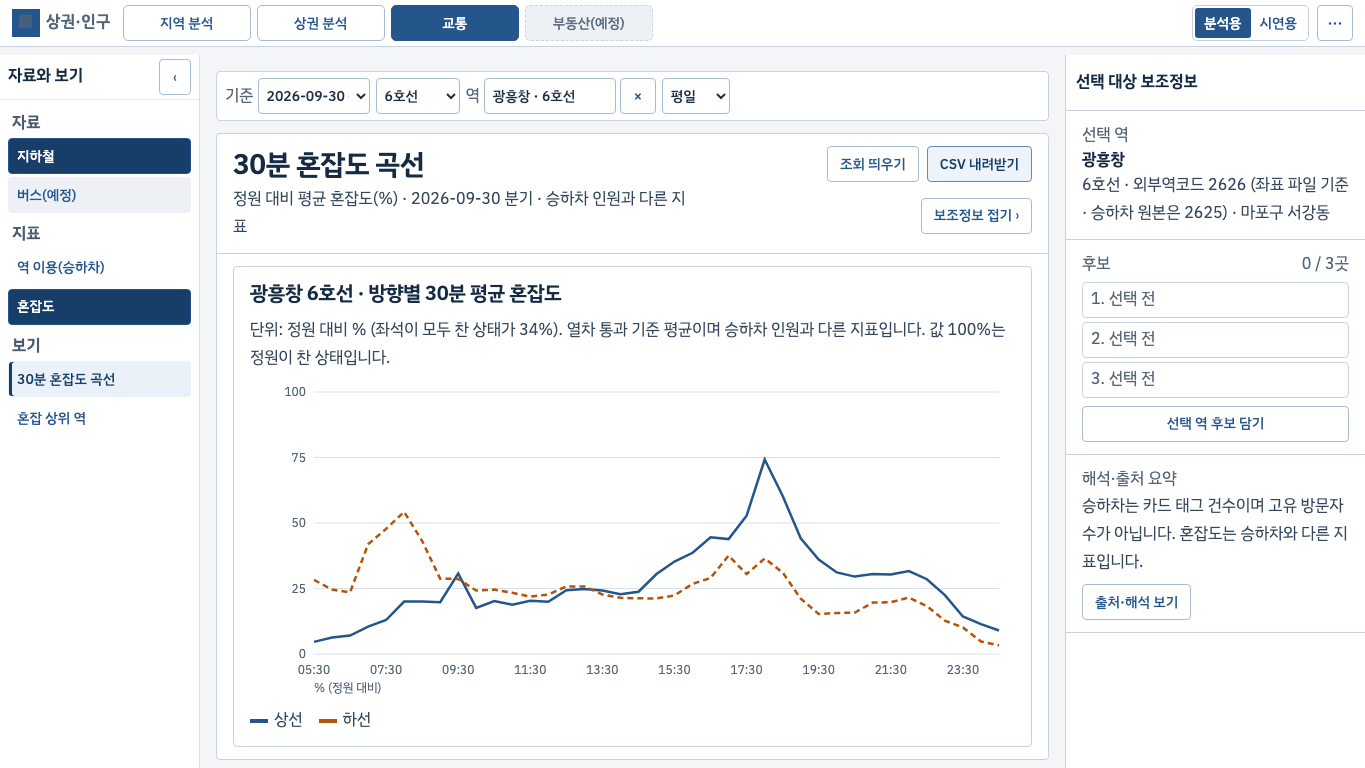 상권·인구
지역 분석
상권 분석
교통
부동산(예정)
분석용
시연용
···
자료와 보기
‹
자료
지하철
버스(예정)
지표
역 이용(승하차)
혼잡도
보기
30분 혼잡도 곡선
혼잡 상위 역
기준 2026-09-30 6호선 역 광흥창 · 6호선 × 평일
30분 혼잡도 곡선
정원 대비 평균 혼잡도(%) · 2026-09-30 분기 · 승하차 인원과 다른 지
표
조회 띄우기
CSV 내려받기
보조정보 접기 ›
광흥창 6호선 · 방향별 30분 평균 혼잡도
단위: 정원 대비 % (좌석이 모두 찬 상태가 34%). 열차 통과 기준 평균이며 승하차 인원과 다른 지표입니다. 값 100%는
정원이 찬 상태입니다.
100
75
50
25
0
05:30 07:30 09:30 11:30 13:30 15:30 17:30 19:30 21:30 23:30
% (정원 대비)
상선 하선
선택 대상 보조정보
선택 역
광흥창
6호선 · 외부역코드 2626 (좌표 파일 기준
· 승하차 원본은 2625) · 마포구 서강동
후보 0 / 3곳
1. 선택 전
2. 선택 전
3. 선택 전
선택 역 후보 담기
해석·출처 요약
승하차는 카드 태그 건수이며 고유 방문자
수가 아닙니다. 혼잡도는 승하차와 다른 지
표입니다.
출처·해석 보기